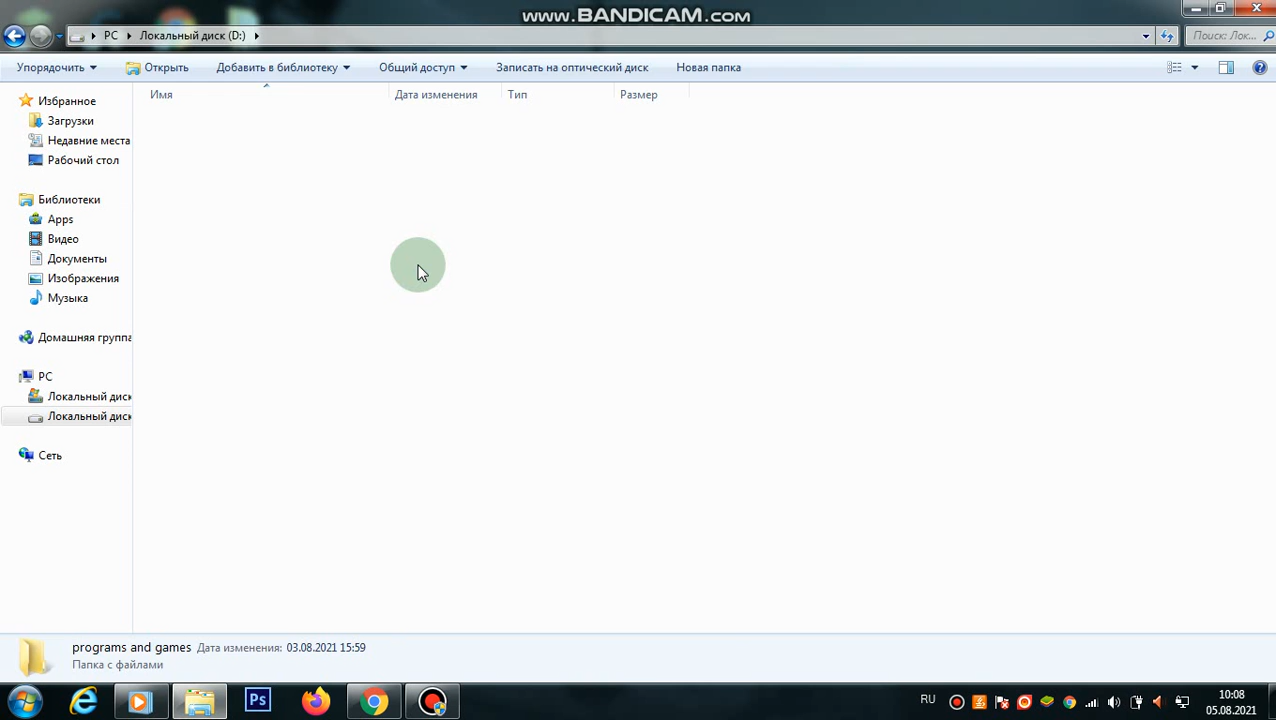 www.BANDICAM.com
PC Локальный диск (D:)
Поиск: Лок...
Упорядочить Открыть Добавить в библиотеку Общий доступ Записать на оптический диск Новая папка
Имя Дата изменения Тип Размер
Избранное
Загрузки
Недавние места
Рабочий стол
Библиотеки
Apps
Видео
Документы
Изображения
Музыка
Домашняя группа
PC
Локальный диск
Локальный диск
Сеть
programs and games Дата изменения: 03.08.2021 15:59
Папка с файлами
Ps
RU
10:08
05.08.2021